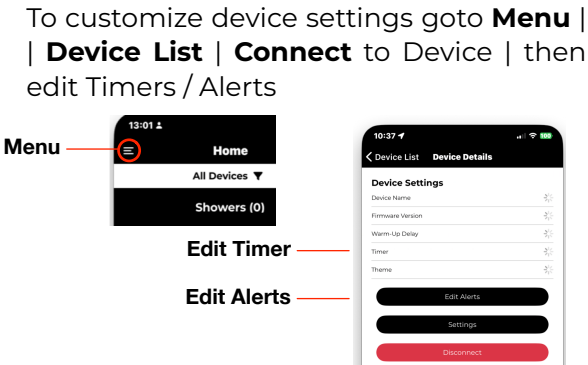 To customize device settings goto Menu |
| Device List | Connect to Device | then
edit Timers / Alerts
Menu
13:01
Home
All Devices
Showers (0)
Edit Timer
Edit Alerts
10:37
100
Device List Device Details
Device Settings
Device Name
Firmware Version
Warm-Up Delay
Timer
Theme
Edit Alerts
Settings
Disconnect